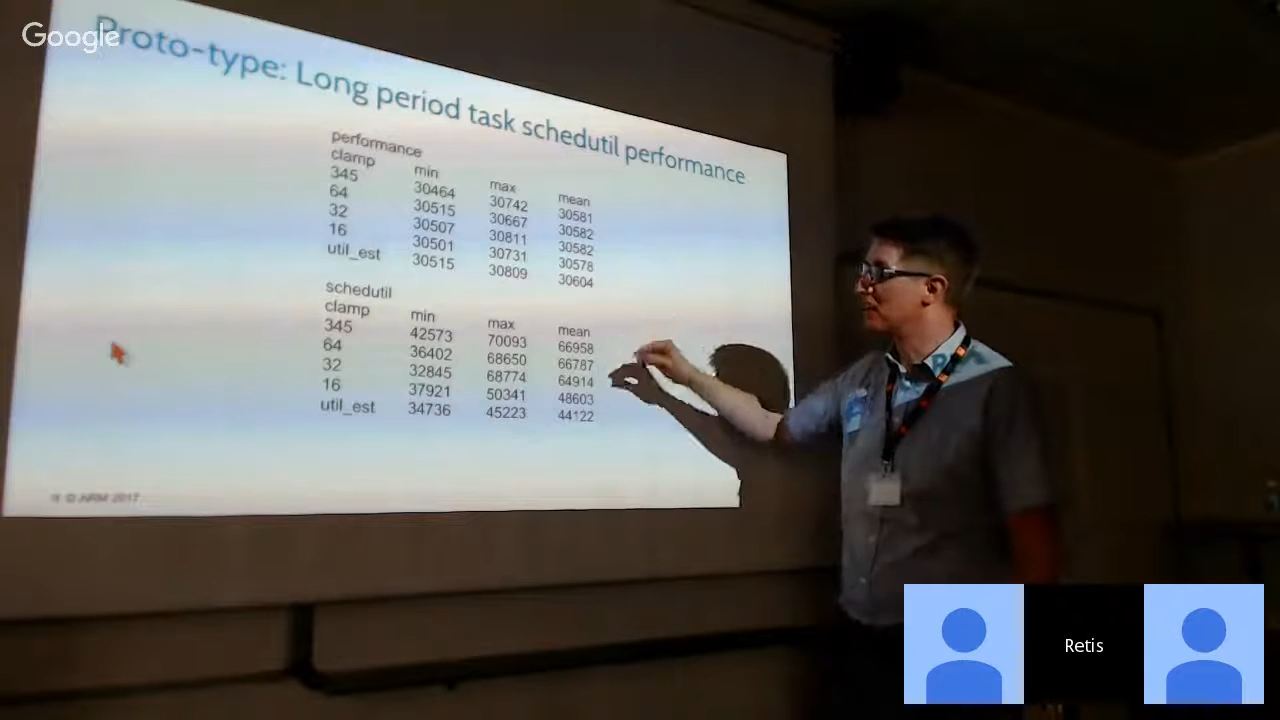 Google
Proto-type: Long period task schedutil performance
performance
clamp min max mean
345 30464 30742 30581
64 30515 30667 30582
32 30507 30811 30582
16 30501 30731 30578
util_est 30515 30809 30604
schedutil
clamp min max mean
345 42573 70093 66958
64 36402 68650 66787
32 32845 68774 64914
16 37921 50341 48603
util_est 34736 45223 44122
© ARM 2017
Retis